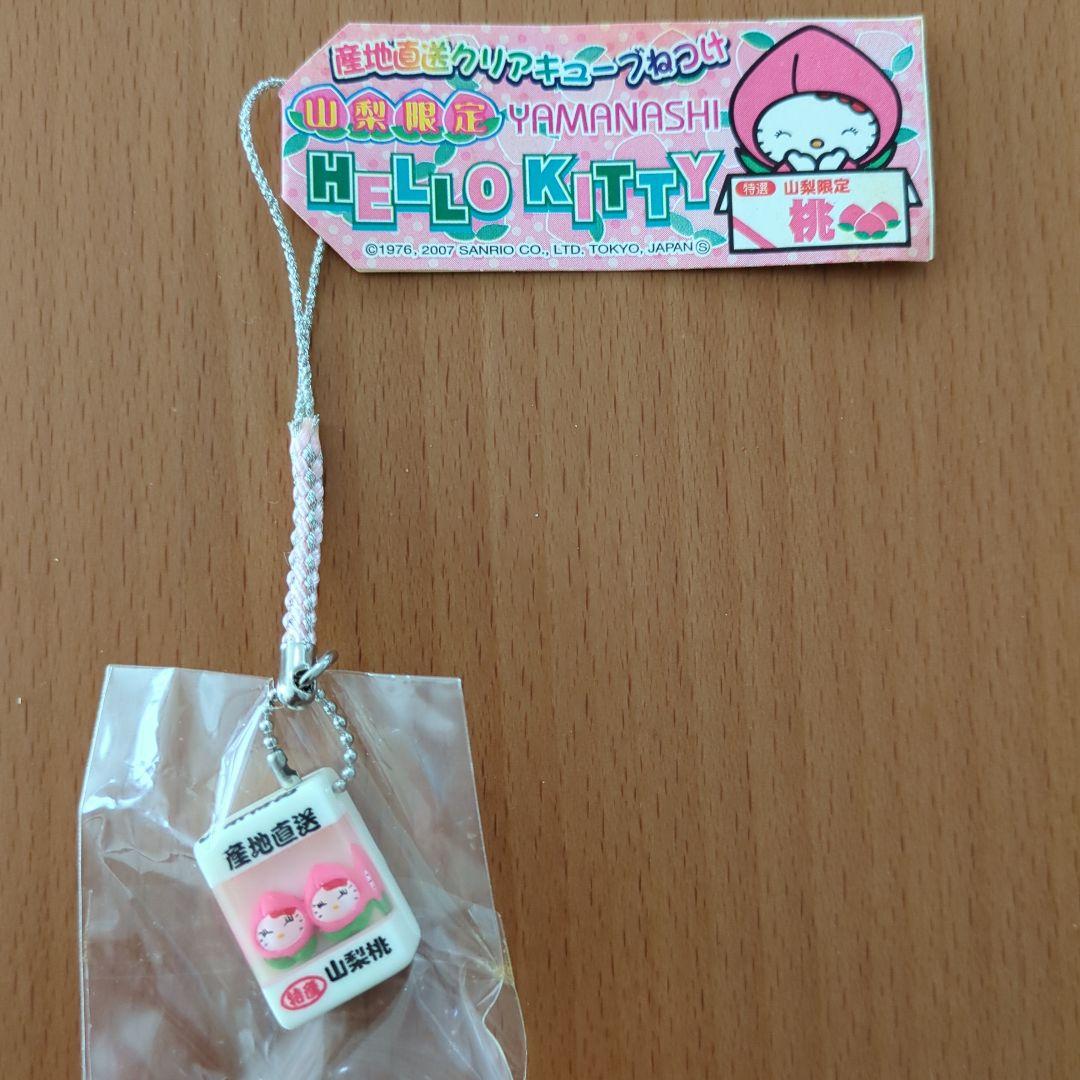 産地直送クリアキューブねつけ
山梨限定 YAMANASHI
HELLO KITTY
©1976, 2007 SANRIO CO., LTD. TOKYO, JAPAN Ⓢ
特選 山梨限定
桃
産地直送
特選 山梨桃